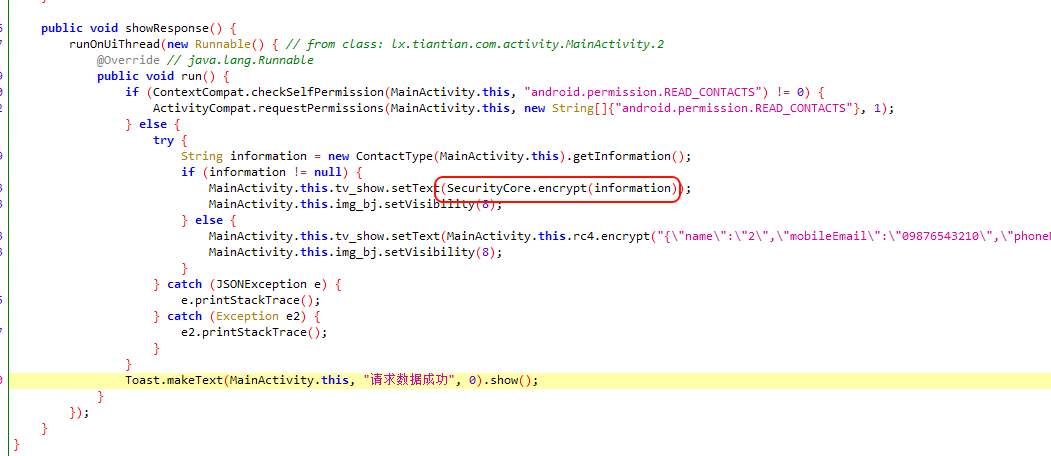 public void showResponse() {
runOnUiThread(new Runnable() { // from class: lx.tiantian.com.activity.MainActivity.2
@Override // java.lang.Runnable
public void run() {
if (ContextCompat.checkSelfPermission(MainActivity.this, "android.permission.READ_CONTACTS") != 0) {
ActivityCompat.requestPermissions(MainActivity.this, new String[]{"android.permission.READ_CONTACTS"}, 1);
} else {
try {
String information = new ContactType(MainActivity.this).getInformation();
if (information != null) {
MainActivity.this.tv_show.setText(SecurityCore.encrypt(information));
MainActivity.this.img_bj.setVisibility(8);
} else {
MainActivity.this.tv_show.setText(MainActivity.this.rc4.encrypt("{\"name\":\"2\",\"mobileEmail\":\"09876543210\",\"phone
MainActivity.this.img_bj.setVisibility(8);
}
} catch (JSONException e) {
e.printStackTrace();
} catch (Exception e2) {
e2.printStackTrace();
}
}
Toast.makeText(MainActivity.this, "请求数据成功", 0).show();
}
});
}
}